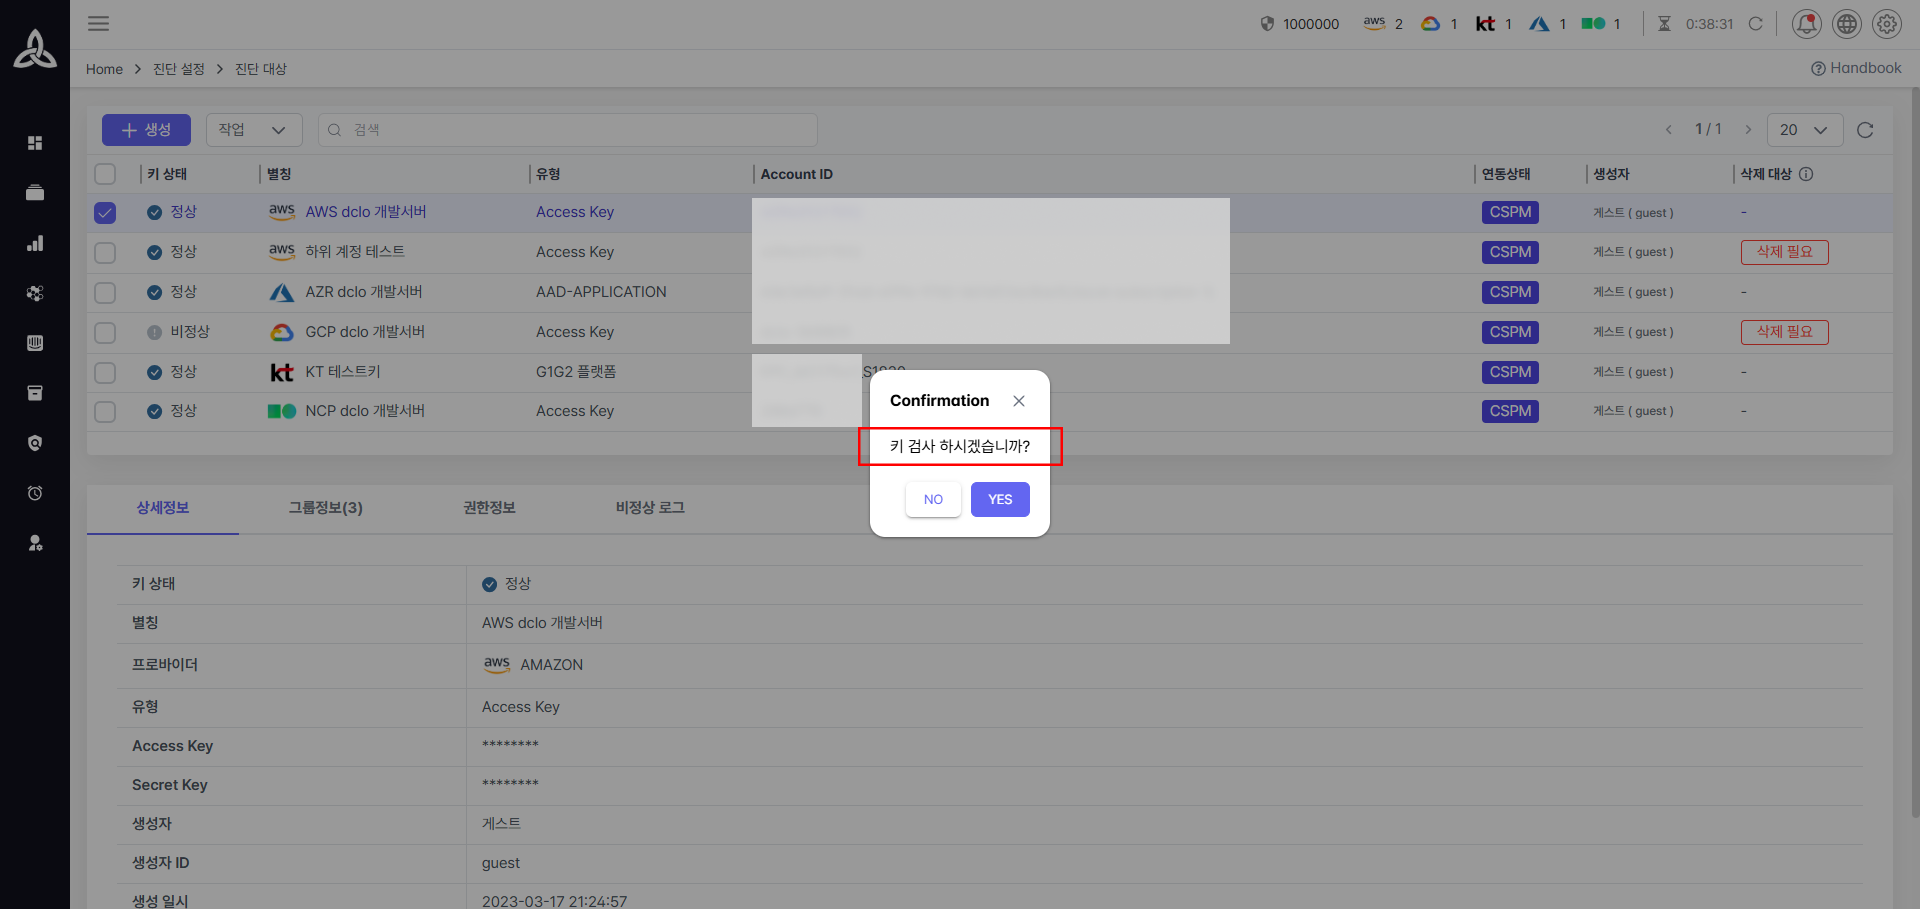 1000000 aws 2 1 kt 1 1 1 0:38:31
Home > 진단 설정 > 진단 대상
Handbook
+ 생성 작업 검색 < 1 / 1 > 20
키 상태 별칭 유형 Account ID 연동상태 생성자 삭제 대상
정상 aws AWS dclo 개발서버 Access Key CSPM 게스트 ( guest ) -
정상 aws 하위 계정 테스트 Access Key CSPM 게스트 ( guest ) 삭제 필요
정상 AZR dclo 개발서버 AAD-APPLICATION CSPM 게스트 ( guest ) -
비정상 GCP dclo 개발서버 Access Key CSPM 게스트 ( guest ) 삭제 필요
정상 kt KT 테스트키 G1G2 플랫폼 CSPM 게스트 ( guest ) -
정상 NCP dclo 개발서버 Access Key CSPM 게스트 ( guest ) -
Confirmation
키 검사 하시겠습니까?
NO YES
상세정보 그룹정보(3) 권한정보 비정상 로그
키 상태 정상
별칭 AWS dclo 개발서버
프로바이더 aws AMAZON
유형 Access Key
Access Key ********
Secret Key ********
생성자 게스트
생성자 ID guest
생성 일시 2023-03-17 21:24:57